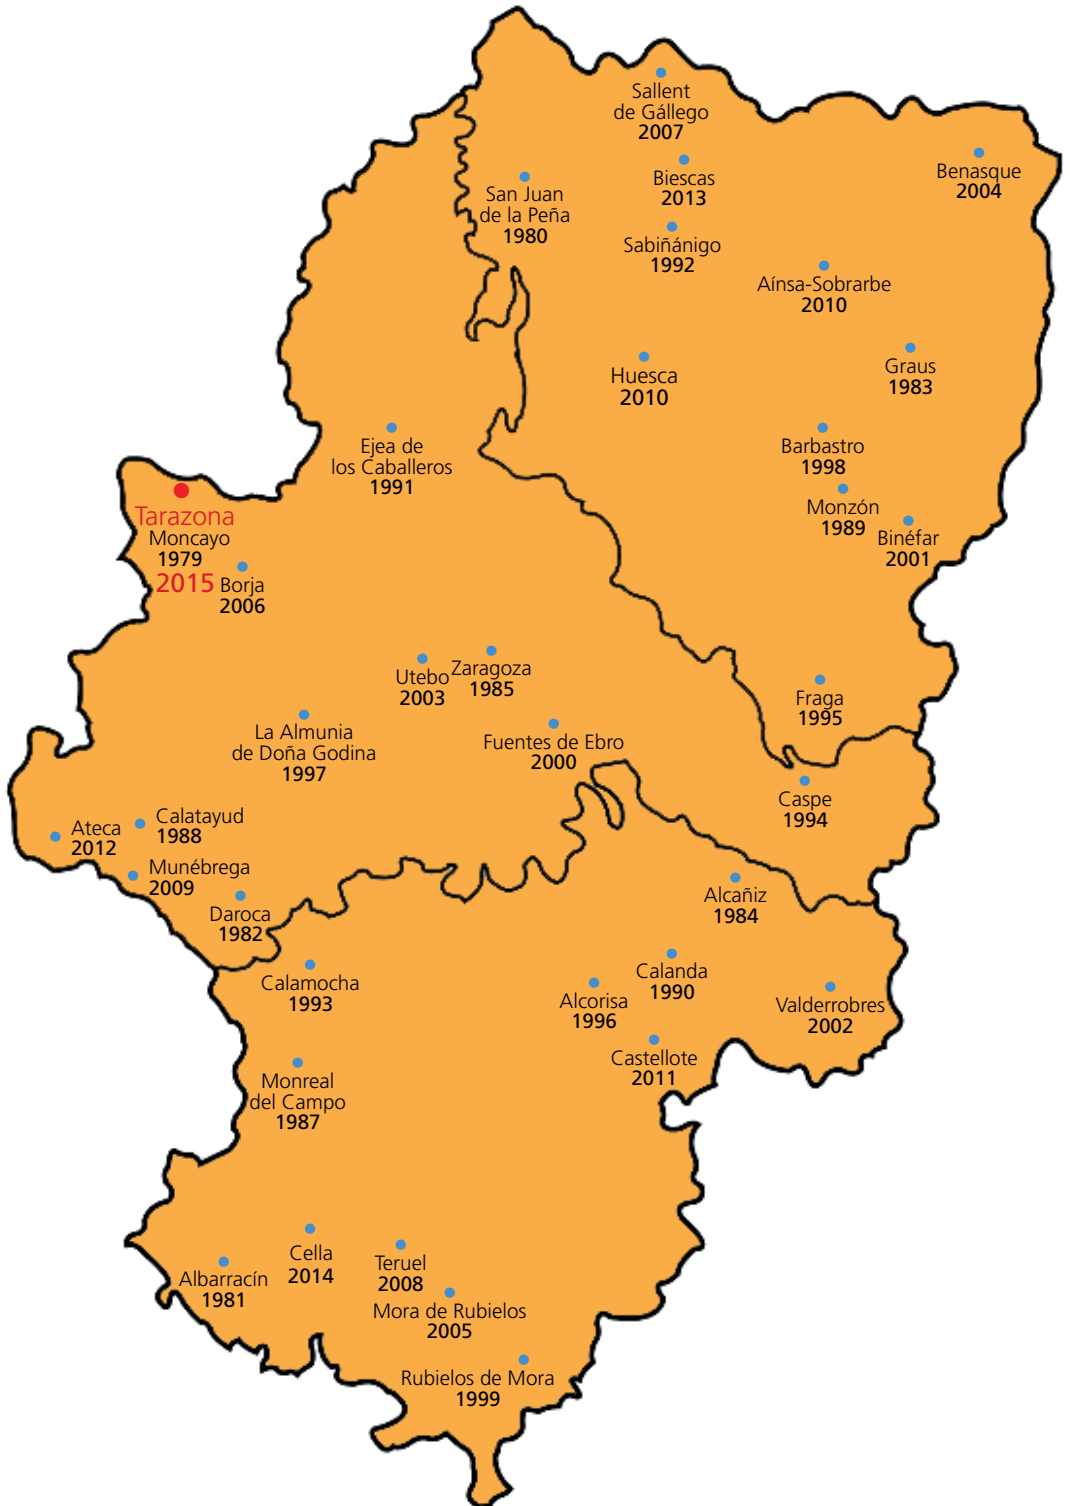 Sallent
de Gállego
2007
Biescas
2013
Benasque
2004
San Juan
de la Peña
1980
Sabiñánigo
1992
Aínsa-Sobrarbe
2010
Huesca
2010
Graus
1983
Ejea de
los Caballeros
1991
Barbastro
1998
Monzón
1989
Binéfar
2001
Tarazona
Moncayo
1979
2015
Borja
2006
Utebo
2003
Zaragoza
1985
Fraga
1995
La Almunia
de Doña Godina
1997
Fuentes de Ebro
2000
Caspe
1994
Ateca
2012
Calatayud
1988
Munébrega
2009
Daroca
1982
Alcañiz
1984
Calamocha
1993
Calanda
1990
Alcorisa
1996
Valderrobres
2002
Castellote
2011
Monreal
del Campo
1987
Cella
2014
Albarracín
1981
Teruel
2008
Mora de Rubielos
2005
Rubielos de Mora
1999